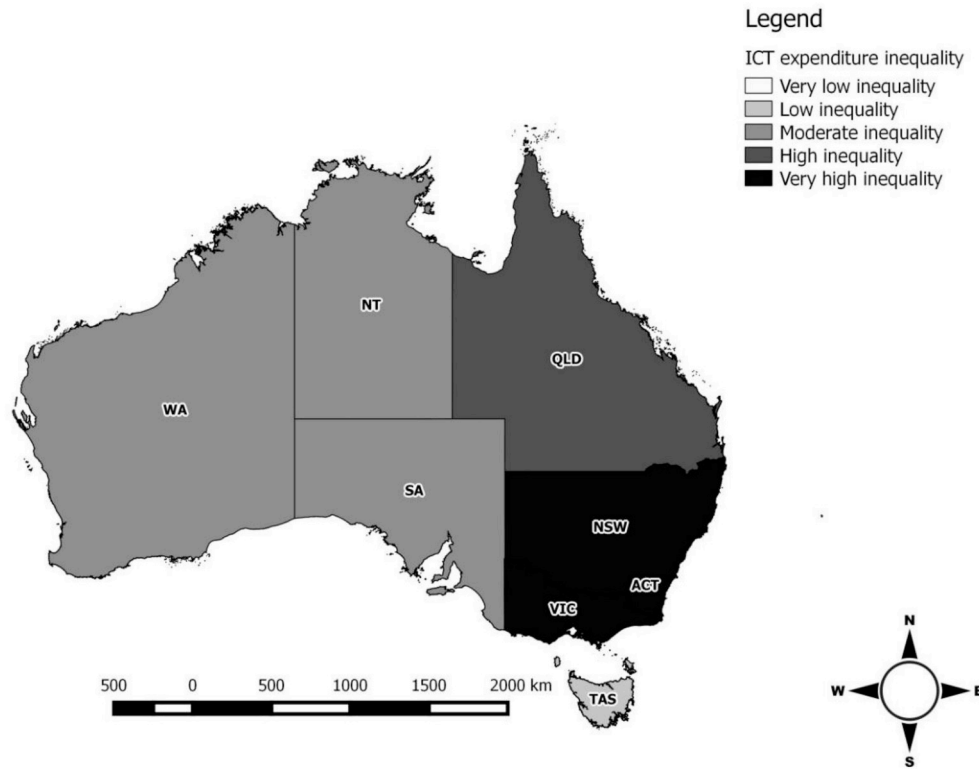 Legend
ICT expenditure inequality
Very low inequality
Low inequality
Moderate inequality
High inequality
Very high inequality
NT
QLD
WA
SA
NSW
ACT
VIC
N
500 0 500 1000 1500 2000 km
TAS
W E
S